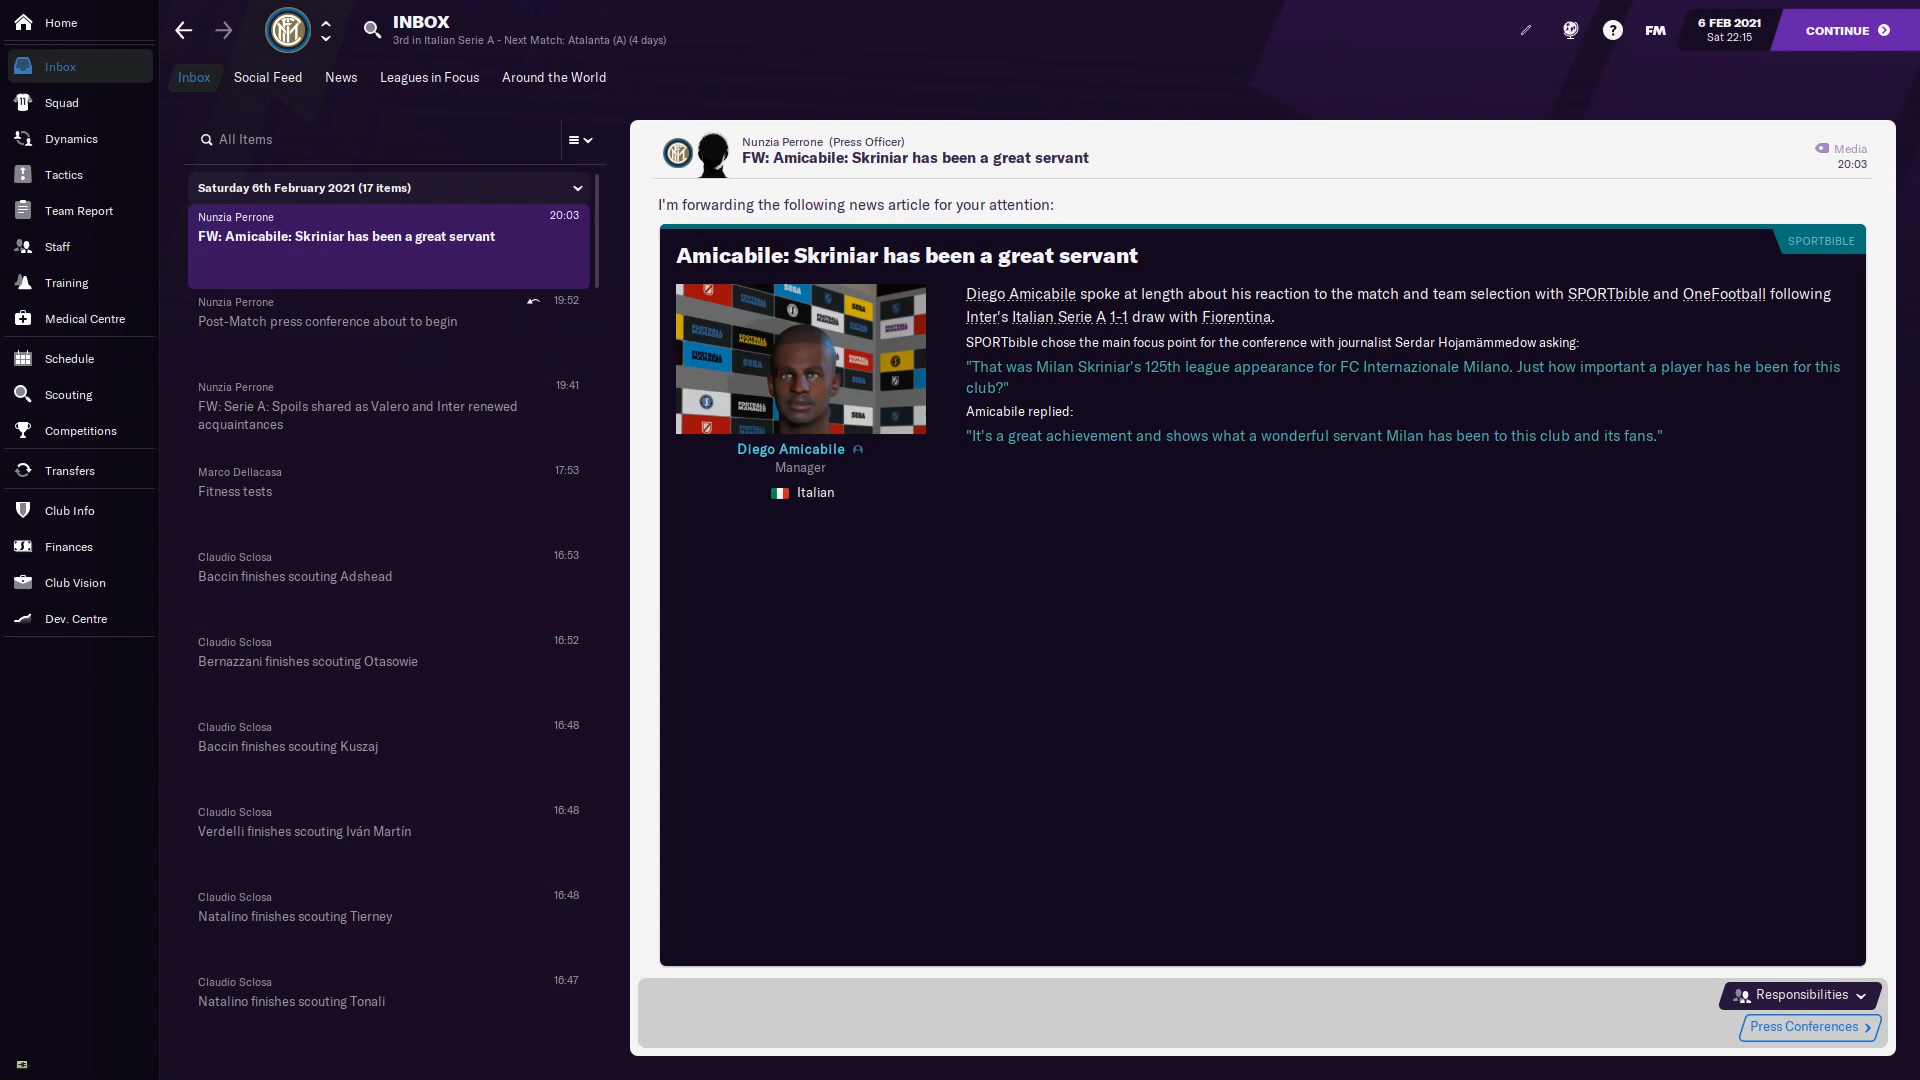 Home
Inbox
Squad
Dynamics
Tactics
Team Report
Staff
Training
Medical Centre
Schedule
Scouting
Competitions
Transfers
Club Info
Finances
Club Vision
Dev. Centre
INBOX
3rd in Italian Serie A - Next Match: Atalanta (A) (4 days)
FM
6 FEB 2021
Sat 22:15
CONTINUE
Inbox Social Feed News Leagues in Focus Around the World
All Items
Saturday 6th February 2021 (17 items)
Nunzia Perrone 20:03
FW: Amicabile: Skriniar has been a great servant
Nunzia Perrone 19:52
Post-Match press conference about to begin
Nunzia Perrone 19:41
FW: Serie A: Spoils shared as Valero and Inter renewed
acquaintances
Marco Dellacasa 17:53
Fitness tests
Claudio Sclosa 16:53
Baccin finishes scouting Adshead
Claudio Sclosa 16:52
Bernazzani finishes scouting Otasowie
Claudio Sclosa 16:48
Baccin finishes scouting Kuszaj
Claudio Sclosa 16:48
Verdelli finishes scouting Iván Martín
Claudio Sclosa 16:48
Natalino finishes scouting Tierney
Claudio Sclosa 16:47
Natalino finishes scouting Tonali
Nunzia Perrone (Press Officer)
FW: Amicabile: Skriniar has been a great servant
Media
20:03
I'm forwarding the following news article for your attention:
SPORTBIBLE
Amicabile: Skriniar has been a great servant
Diego Amicabile spoke at length about his reaction to the match and team selection with SPORTbible and OneFootball following
Inter's Italian Serie A 1-1 draw with Fiorentina.
SPORTbible chose the main focus point for the conference with journalist Serdar Hojamämmedow asking:
"That was Milan Skriniar's 125th league appearance for FC Internazionale Milano. Just how important a player has he been for this
club?"
Amicabile replied:
"It's a great achievement and shows what a wonderful servant Milan has been to this club and its fans."
Diego Amicabile
Manager
Italian
Responsibilities
Press Conferences